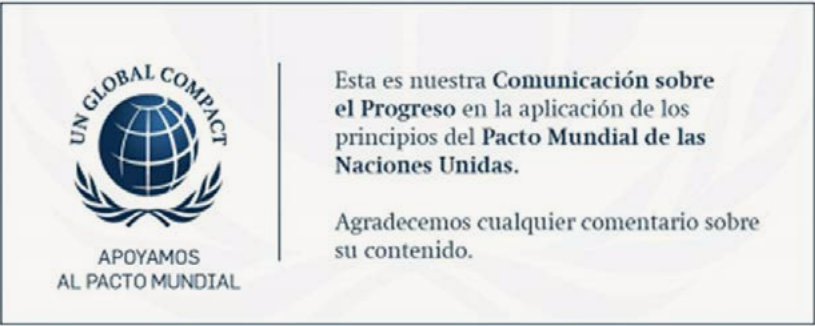 UN GLOBAL COMPACT
APOYAMOS
AL PACTO MUNDIAL
Esta es nuestra Comunicación sobre
el Progreso en la aplicación de los
principios del Pacto Mundial de las
Naciones Unidas.
Agradecemos cualquier comentario sobre
su contenido.